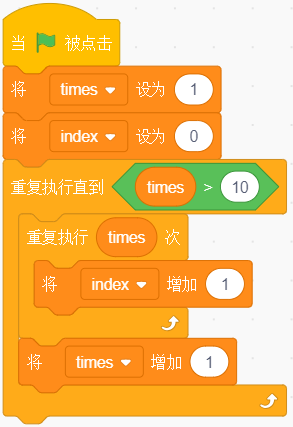 当 被点击
将 times 设为 1
将 index 设为 0
重复执行直到 times > 10
重复执行 times 次
将 index 增加 1
将 times 增加 1